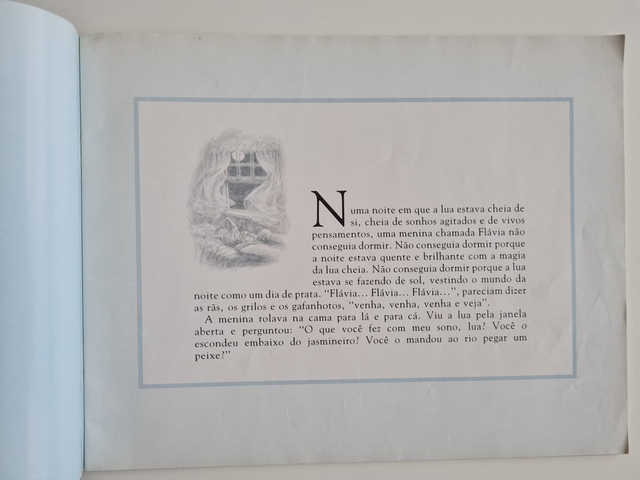 Numa noite em que a lua estava cheia de
si, cheia de sonhos agitados e de vivos
pensamentos, uma menina chamada Flávia não
conseguia dormir. Não conseguia dormir porque
a noite estava quente e brilhante com a magia
da lua cheia. Não conseguia dormir porque a lua
estava se fazendo de sol, vestindo o mundo da
noite como um dia de prata. “Flávia... Flávia... Flávia...”, pareciam dizer
as rãs, os grilos e os gafanhotos, “venha, venha, venha e veja”.
A menina rolava na cama para lá e para cá. Viu a lua pela janela
aberta e perguntou: “O que você fez com meu sono, lua? Você o
escondeu embaixo do jasmineiro? Você o mandou ao rio pegar um
peixe?”